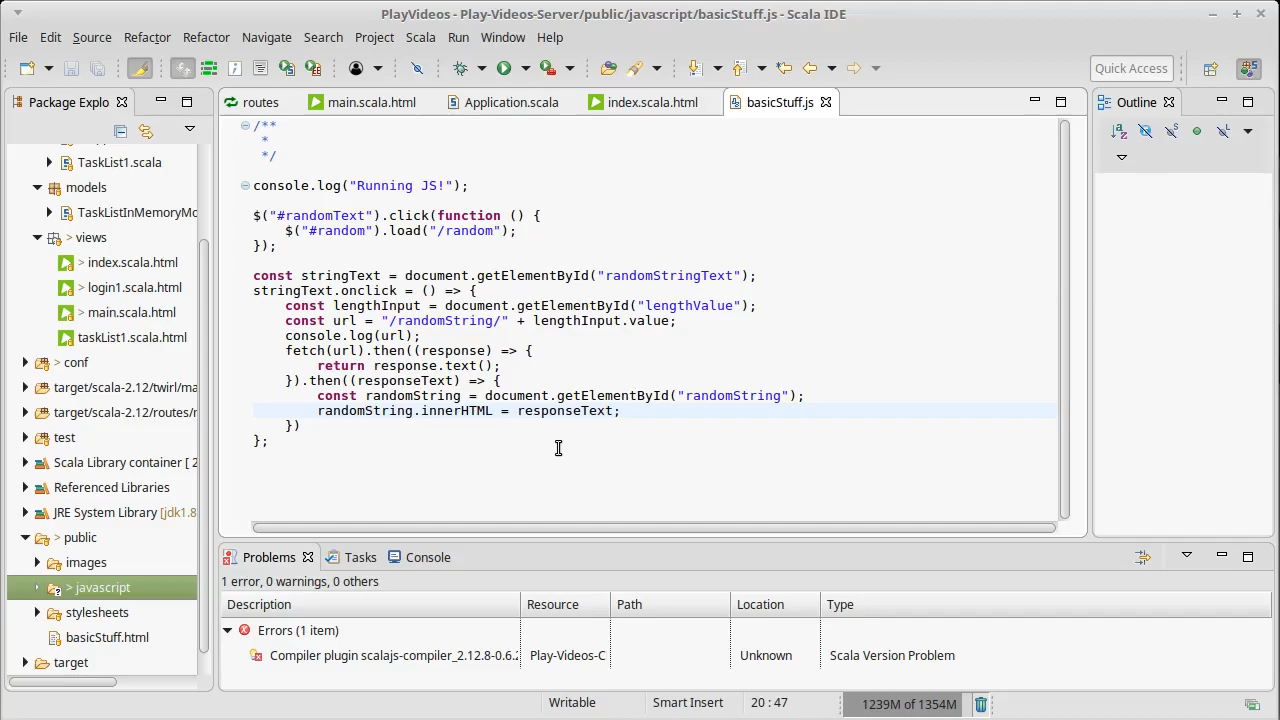 PlayVideos - Play-Videos-Server/public/javascript/basicStuff.js - Scala IDE
File Edit Source Refactor Refactor Navigate Search Project Scala Run Window Help
Quick Access
Package Explo
routes main.scala.html Application.scala index.scala.html basicStuff.js
Outline
TaskList1.scala
models
TaskListInMemoryMo
> views
> index.scala.html
> login1.scala.html
> main.scala.html
taskList1.scala.html
> conf
target/scala-2.12/twirl/ma
target/scala-2.12/routes/r
test
Scala Library container [ 2
Referenced Libraries
JRE System Library [jdk1.8
> public
images
> javascript
stylesheets
basicStuff.html
target
/**
 *
 */
console.log("Running JS!");
$("#randomText").click(function () {
    $("#random").load("/random");
});
const stringText = document.getElementById("randomStringText");
stringText.onclick = () => {
    const lengthInput = document.getElementById("lengthValue");
    const url = "/randomString/" + lengthInput.value;
    console.log(url);
    fetch(url).then((response) => {
        return response.text();
    }).then((responseText) => {
        const randomString = document.getElementById("randomString");
        randomString.innerHTML = responseText;
    })
};
Problems Tasks Console
1 error, 0 warnings, 0 others
Description Resource Path Location Type
Errors (1 item)
Compiler plugin scalajs-compiler_2.12.8-0.6.2 Play-Videos-C Unknown Scala Version Problem
Writable Smart Insert 20 : 47 1239M of 1354M